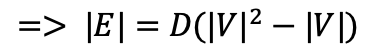 => |E| = D(|V|² − |V|)